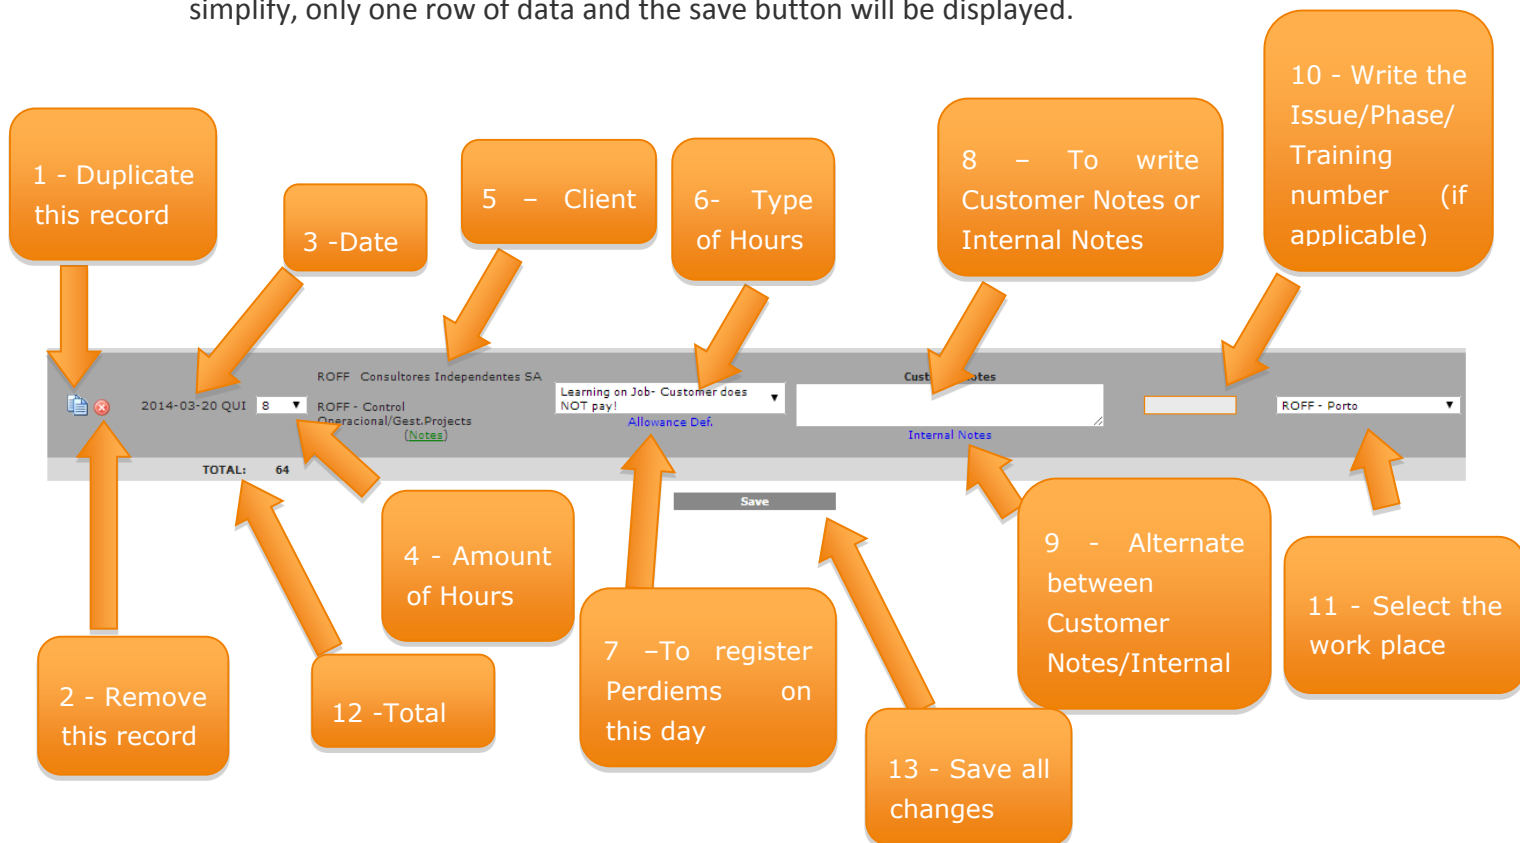 simplify, only one row of data and the save button will be displayed.
10 - Write the
Issue/Phase/
Training
number (if
applicable)
1 - Duplicate
this record
3 -Date
5 – Client
6- Type
of Hours
8 – To write
Customer Notes or
Internal Notes
ROFF Consultores Independentes SA
2014-03-20 QUI 8
ROFF - Control
Operacional/Gest.Projects
(Notes)
Learning on Job- Customer does
NOT pay!
Allowance Def.
Internal Notes
ROFF - Porto
TOTAL: 64
Save
2 - Remove
this record
12 -Total
4 - Amount
of Hours
7 –To register
Perdiems on
this day
13 - Save all
changes
9 - Alternate
between
Customer
Notes/Internal
11 - Select the
work place